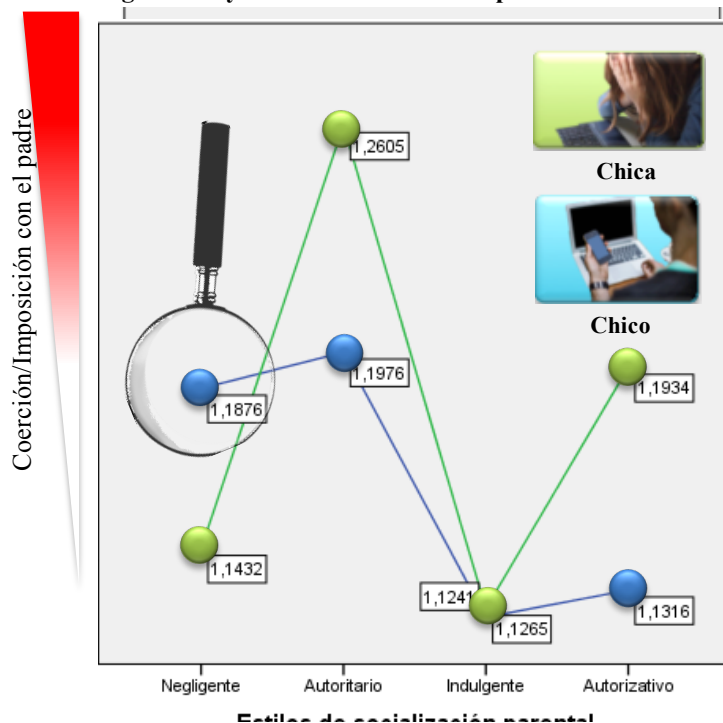 Coerción/Imposición con el padre
1,2605
Chica
Chico
1,1976
1,1934
1,1876
1,1432
1,1241
1,1265
1,1316
Negligente Autoritario Indulgente Autorizativo
Estilos de socialización parental